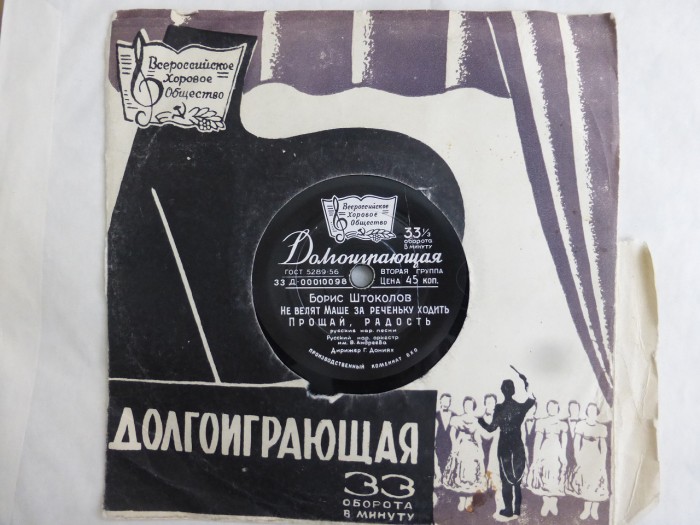 Всероссийское
Хоровое
Общество
Всероссийское
Хоровое
Общество
33⅓
оборота
в минуту
Долгоиграющая
ГОСТ 5289-56
ВТОРАЯ ГРУППА
33 Д-00010098
Цена 45 коп.
Борис Штоколов
Не велят Маше за реченьку ходить
Прощай, радость
русские нар. песни
Русский нар. оркестр
им. В. Андреева
Дирижер Г. Дониях
ПРОИЗВОДСТВЕННЫЙ КОМБИНАТ ВХО
ДОЛГОИГРАЮЩАЯ
33
ОБОРОТА
В МИНУТУ